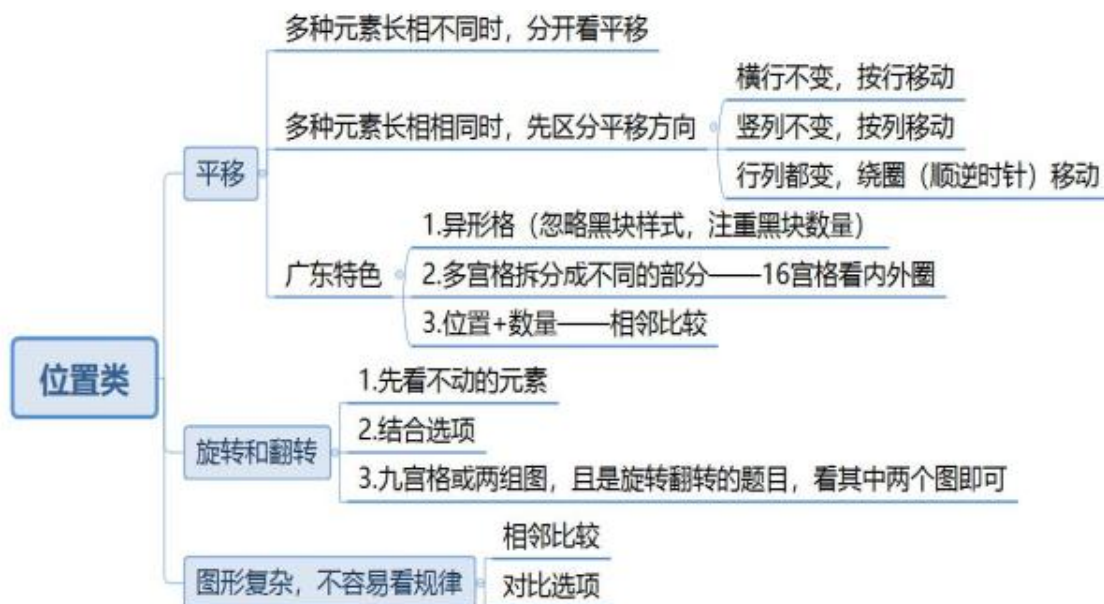 位置类
平移
多种元素长相不同时，分开看平移
多种元素长相相同时，先区分平移方向
横行不变，按行移动
竖列不变，按列移动
行列都变，绕圈（顺逆时针）移动
广东特色
1.异形格（忽略黑块样式，注重黑块数量）
2.多宫格拆分成不同的部分——16宫格看内外圈
3.位置+数量——相邻比较
旋转和翻转
1.先看不动的元素
2.结合选项
3.九宫格或两组图，且是旋转翻转的题目，看其中两个图即可
图形复杂，不容易看规律
相邻比较
对比选项